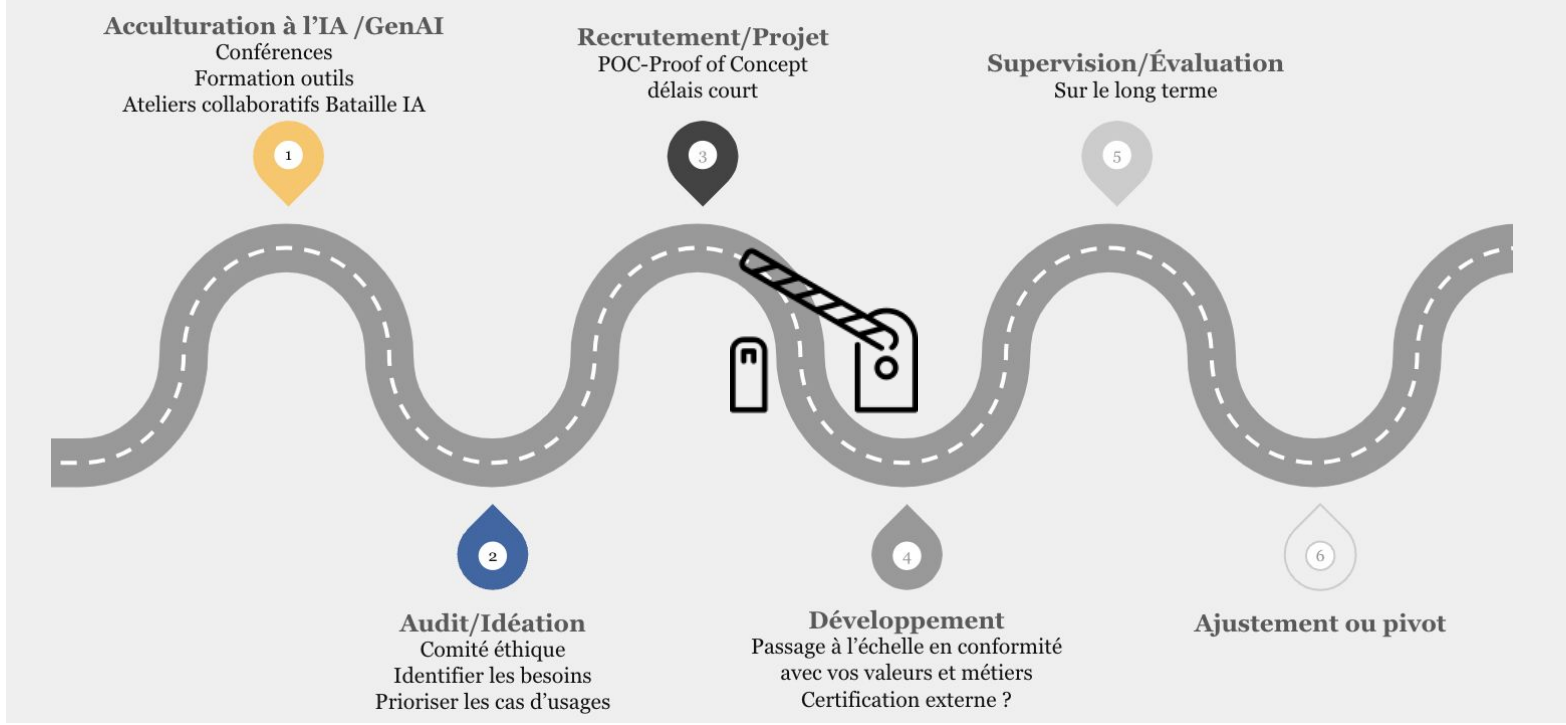 Acculturation à l'IA /GenAI
Conférences
Formation outils
Ateliers collaboratifs Bataille IA
1
Audit/Idéation
Comité éthique
Identifier les besoins
Prioriser les cas d'usages
2
Recrutement/Projet
POC-Proof of Concept
délais court
3
Développement
Passage à l'échelle en conformité
avec vos valeurs et métiers
Certification externe ?
4
Supervision/Évaluation
Sur le long terme
5
Ajustement ou pivot
6